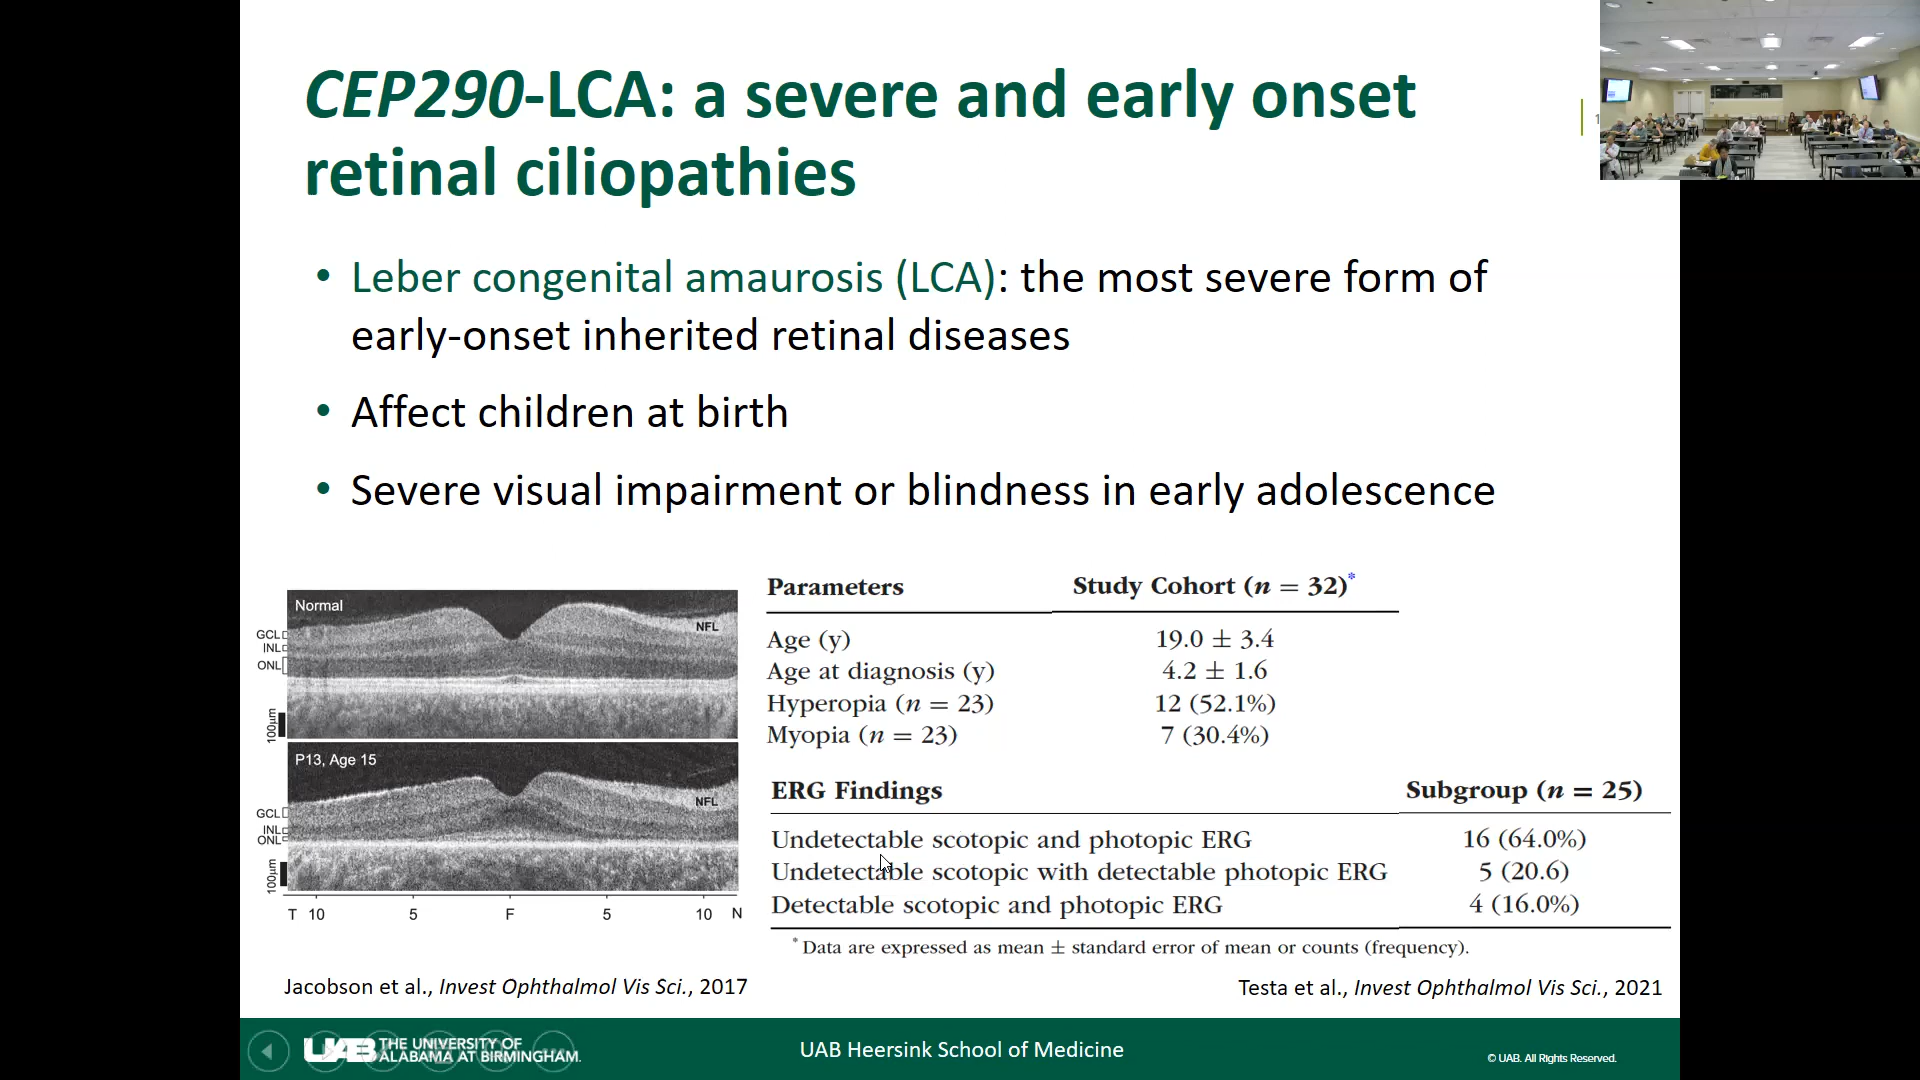 CEP290-LCA: a severe and early onset
retinal ciliopathies
1
• Leber congenital amaurosis (LCA): the most severe form of
early-onset inherited retinal diseases
• Affect children at birth
• Severe visual impairment or blindness in early adolescence
Normal
NFL
GCL
INL
ONL
100µm
P13, Age 15
NFL
GCL
INL
ONL
100µm
T 10 5 F 5 10 N
Parameters Study Cohort (n = 32)*
Age (y) 19.0 ± 3.4
Age at diagnosis (y) 4.2 ± 1.6
Hyperopia (n = 23) 12 (52.1%)
Myopia (n = 23) 7 (30.4%)
ERG Findings Subgroup (n = 25)
Undetectable scotopic and photopic ERG 16 (64.0%)
Undetectable scotopic with detectable photopic ERG 5 (20.6)
Detectable scotopic and photopic ERG 4 (16.0%)
* Data are expressed as mean ± standard error of mean or counts (frequency).
Jacobson et al., Invest Ophthalmol Vis Sci., 2017
Testa et al., Invest Ophthalmol Vis Sci., 2021
UAB THE UNIVERSITY OF
ALABAMA AT BIRMINGHAM.
UAB Heersink School of Medicine
© UAB. All Rights Reserved.